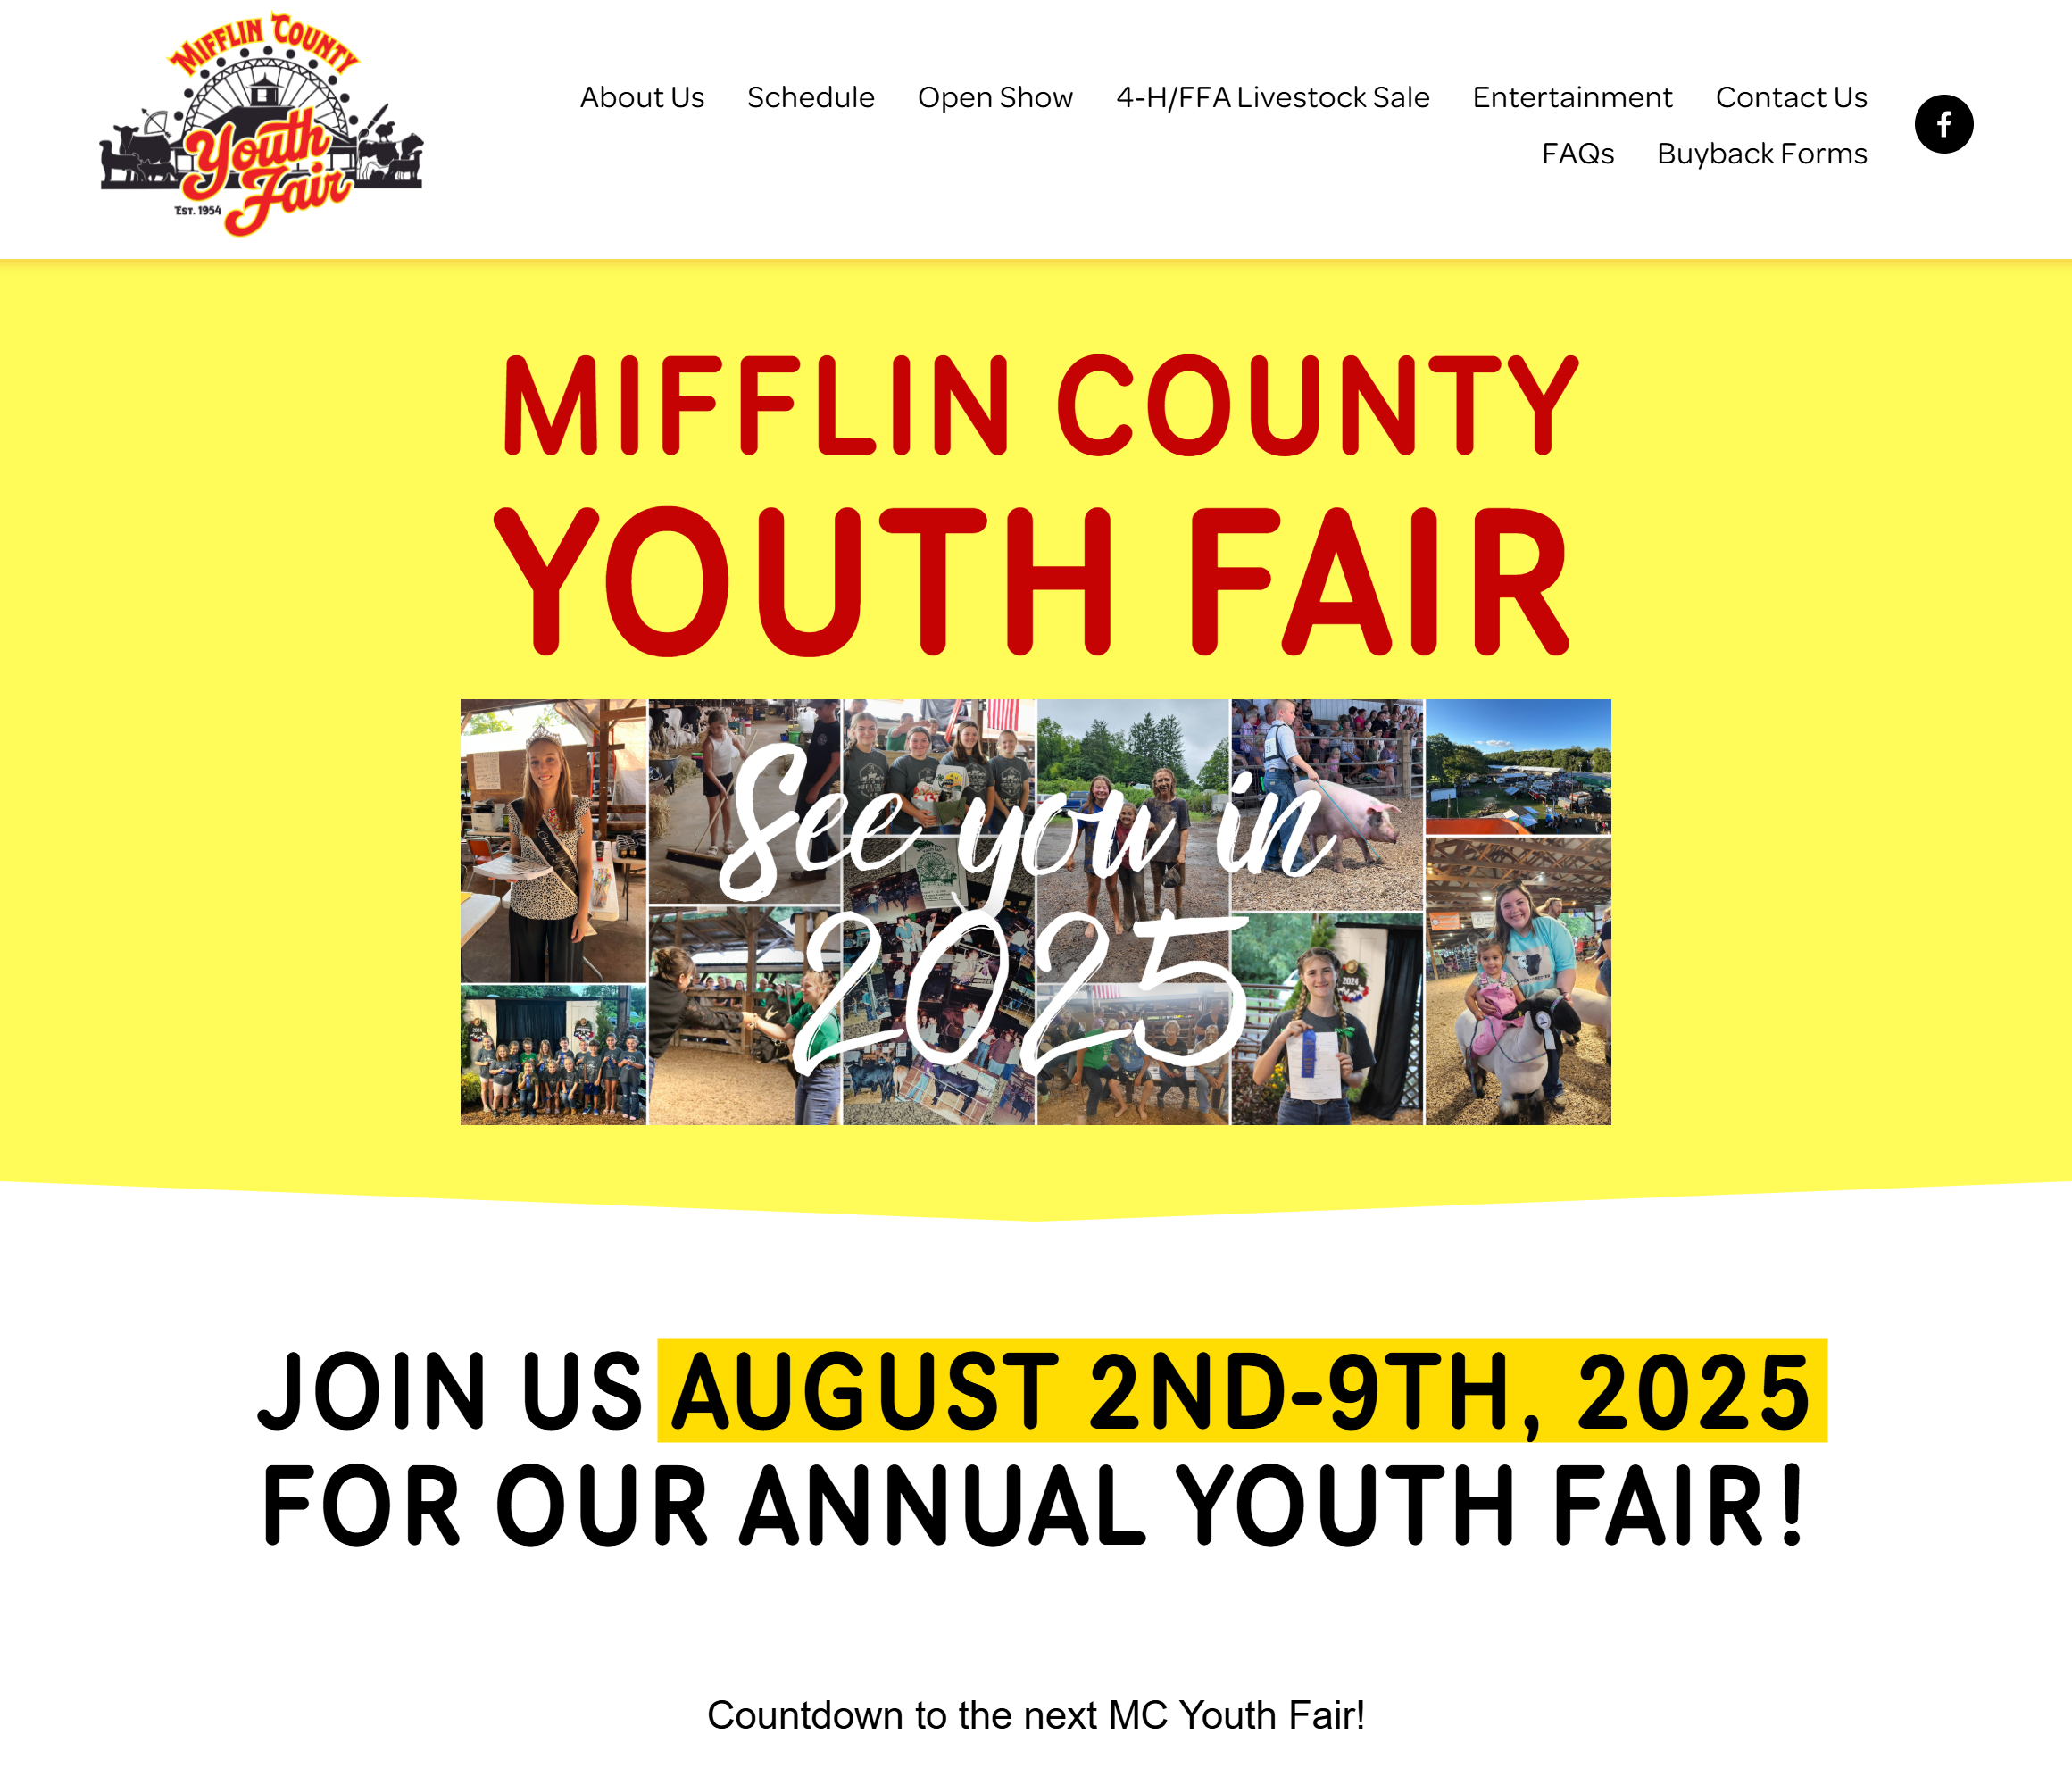 MIFFLIN COUNTY
Youth
Fair
EST. 1954
About Us
Schedule
Open Show
4-H/FFA Livestock Sale
Entertainment
Contact Us
FAQs
Buyback Forms
MIFFLIN COUNTY
YOUTH FAIR
See you in
2025
2024
JOIN US AUGUST 2ND-9TH, 2025
FOR OUR ANNUAL YOUTH FAIR!
Countdown to the next MC Youth Fair!